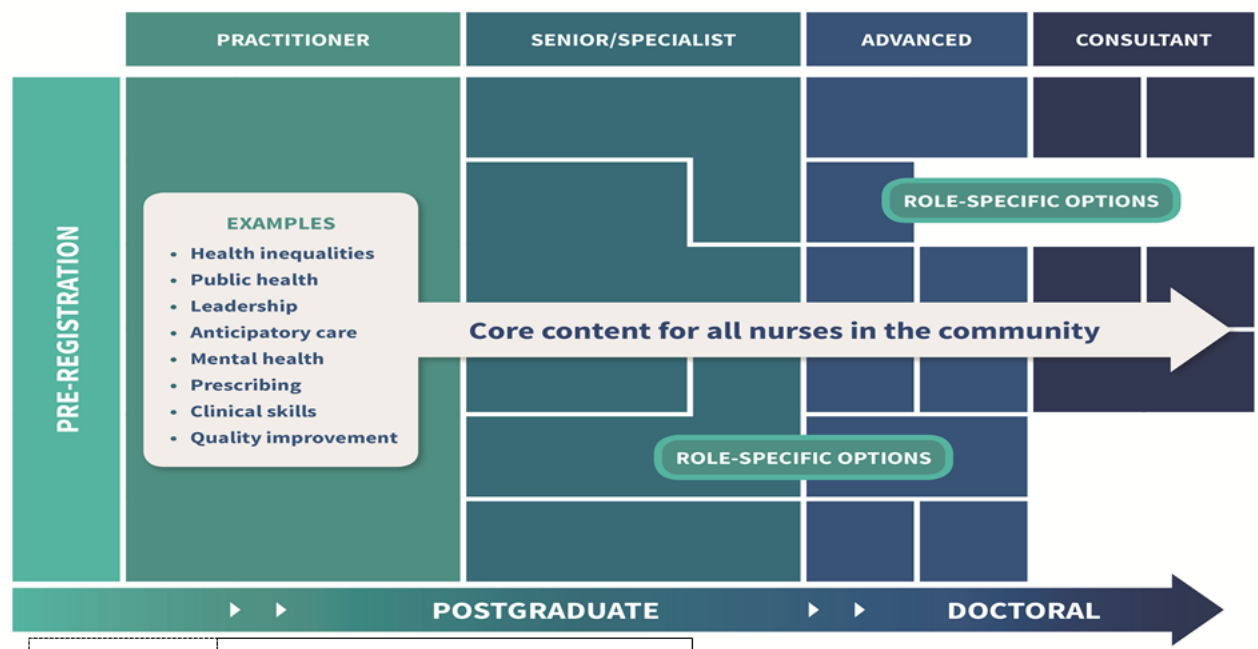 PRACTITIONER
SENIOR/SPECIALIST
ADVANCED
CONSULTANT
PRE-REGISTRATION
ROLE-SPECIFIC OPTIONS
EXAMPLES
• Health inequalities
• Public health
• Leadership
• Anticipatory care
• Mental health
• Prescribing
• Clinical skills
• Quality improvement
Core content for all nurses in the community
ROLE-SPECIFIC OPTIONS
POSTGRADUATE
DOCTORAL